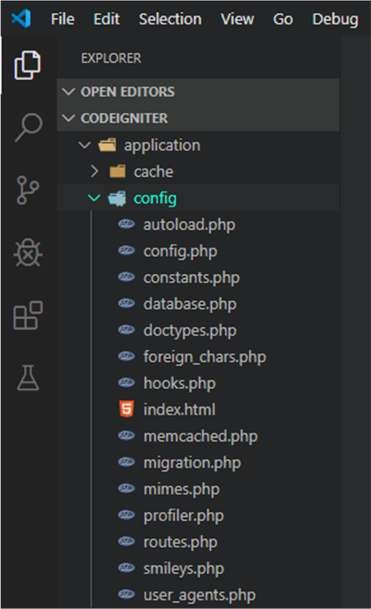 File Edit Selection View Go Debug
EXPLORER
OPEN EDITORS
CODEIGNITER
application
cache
config
autoload.php
config.php
constants.php
database.php
doctypes.php
foreign_chars.php
hooks.php
index.html
memcached.php
migration.php
mimes.php
profiler.php
routes.php
smileys.php
user_agents.php